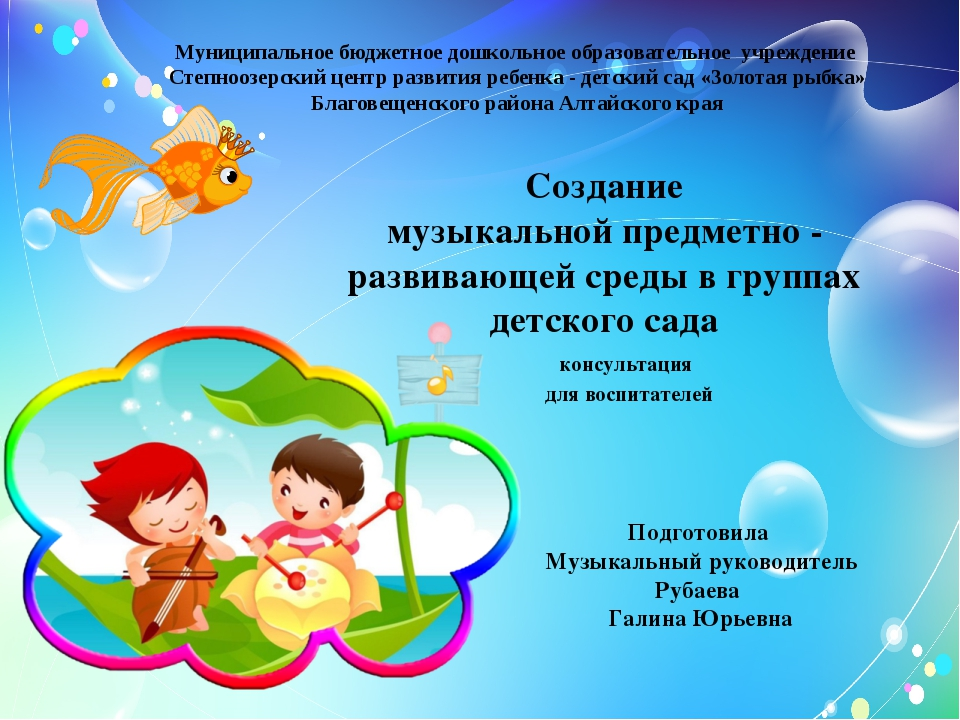 Муниципальное бюджетное дошкольное образовательное учреждение
Степноозерский центр развития ребенка - детский сад «Золотая рыбка»
Благовещенского района Алтайского края
Создание
музыкальной предметно -
развивающей среды в группах
детского сада
консультация
для воспитателей
Подготовила
Музыкальный руководитель
Рубаева
Галина Юрьевна